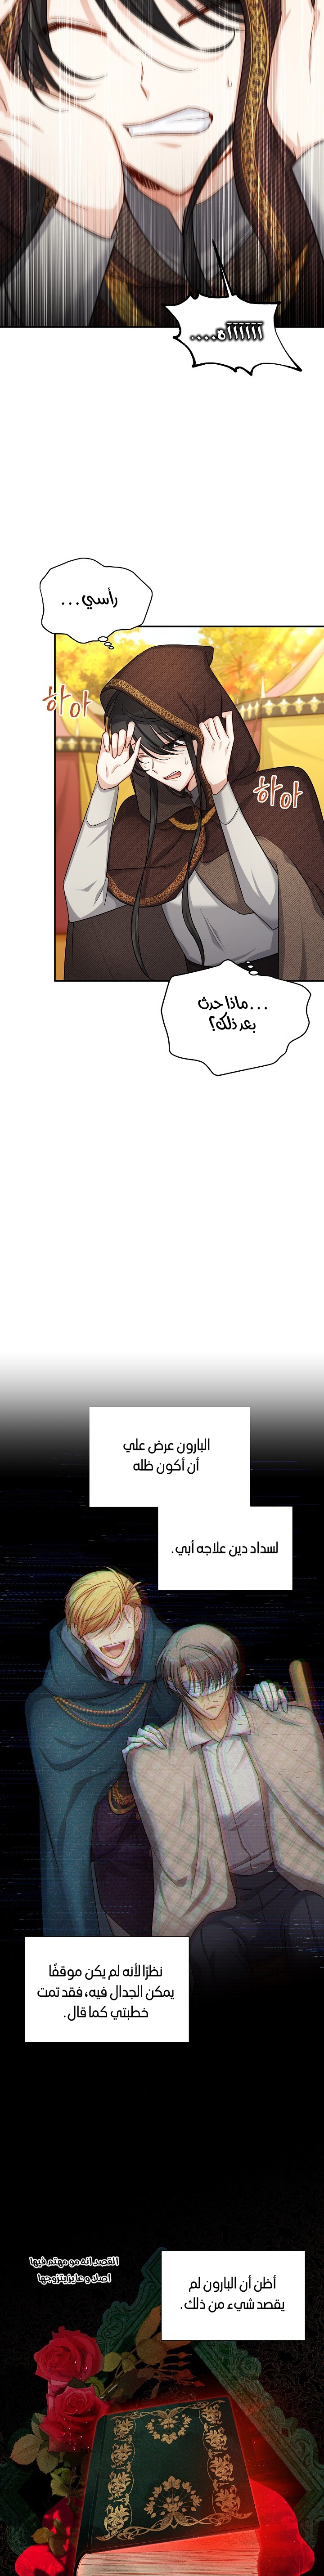 آآآآآآه....
رأسي...
하아
하아
...ماذا حدث
بعد ذلك؟
البارون عرض علي
أن أكون ظله
لسداد دين علاجه أبي.
نظرًا لأنه لم يكن موقفًا
يمكن الجدال فيه، فقد تمت
خطبتي كما قال.
أظن أن البارون لم
يقصد شيء من ذلك.
القصد انه مو مهتم فيها
اصلا و عايز يتزوجها